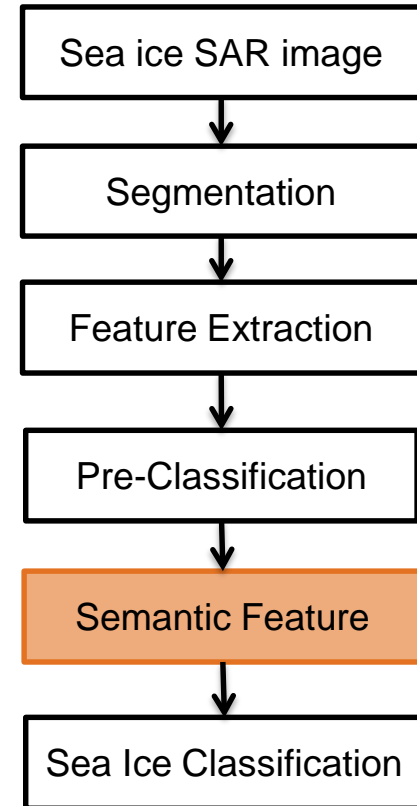 Sea ice SAR image
Segmentation
Feature Extraction
Pre-Classification
Semantic Feature
Sea Ice Classification